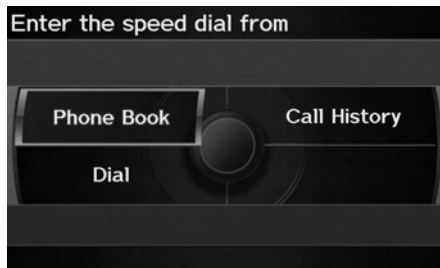 Enter the speed dial from
Phone Book
Call History
Dial